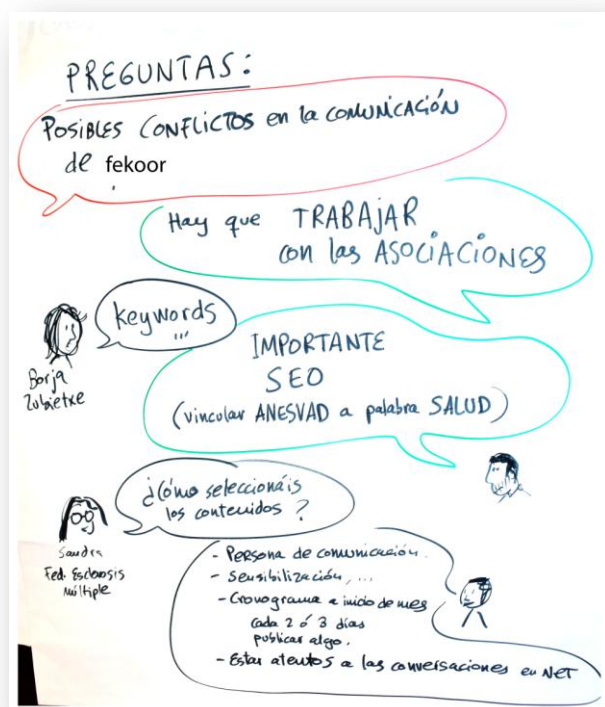 PREGUNTAS:
POSIBLES CONFLICTOS en la COMUNICACIÓN
de fekoor
Hay que TRABAJAR
con las ASOCIACIONES
Keywords
...
Borja
Zubietxe
IMPORTANTE
SEO
(vincular ANESVAD a palabra SALUD)
¿Cómo seleccionáis
los contenidos?
Sandra
Fed. Esclerosis
múltiple
- Persona de comunicación.
- Sensibilización, ...
- Cronograma a inicio de mes
cada 2 ó 3 días
publicar algo.
- Estar atentos a las conversaciones en NET